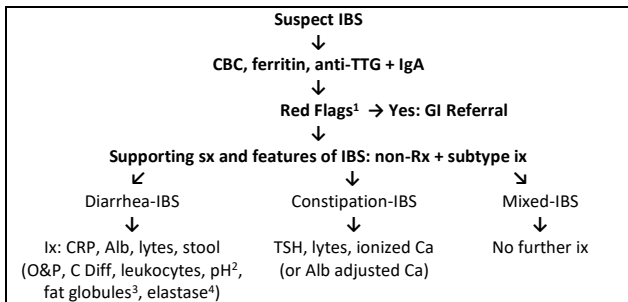 Suspect IBS
↓
CBC, ferritin, anti-TTG + IgA
↓
Red Flags¹ → Yes: GI Referral
↓
Supporting sx and features of IBS: non-Rx + subtype ix
↙ ↓ ↘
Diarrhea-IBS Constipation-IBS Mixed-IBS
↓ ↓ ↓
Ix: CRP, Alb, lytes, stool TSH, lytes, ionized Ca No further ix
(O&P, C Diff, leukocytes, pH², (or Alb adjusted Ca)
fat globules³, elastase⁴)